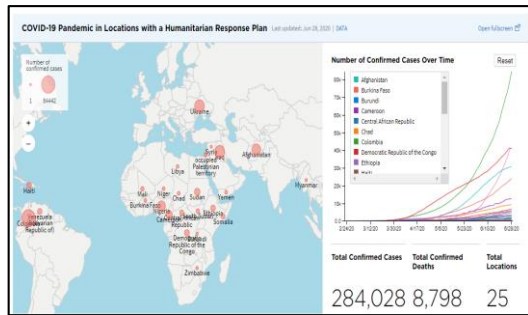 COVID-19 Pandemic in Locations with a Humanitarian Response Plan
Last updated: Jun 28, 2020 | DATA
Open fullscreen
Number of
confirmed cases
1
84442
+
−
Ukraine
Syria
Iraq
occupied
Palestinian
territory
Afghanistan
Libya
Haiti
Mali
Niger
Chad
Sudan
Yemen
Myanmar
Burkina Faso
Nigeria
Ethiopia
Cameroon
Republic
Somalia
Venezuela
Republic of)
Colombia
Burundi
Democratic
Republic of the
Congo
Zimbabwe
Number of Confirmed Cases Over Time
Reset
Afghanistan
Burkina Faso
Burundi
Cameroon
Central African Republic
Chad
Colombia
Democratic Republic of the Congo
Ethiopia
Haiti
80k
70k
60k
50k
40k
30k
20k
10k
0
2/24/20
3/12/20
3/30/20
4/17/20
5/5/20
5/23/20
6/10/20
6/28/20
Total Confirmed Cases
284,028
Total Confirmed
Deaths
8,798
Total
Locations
25